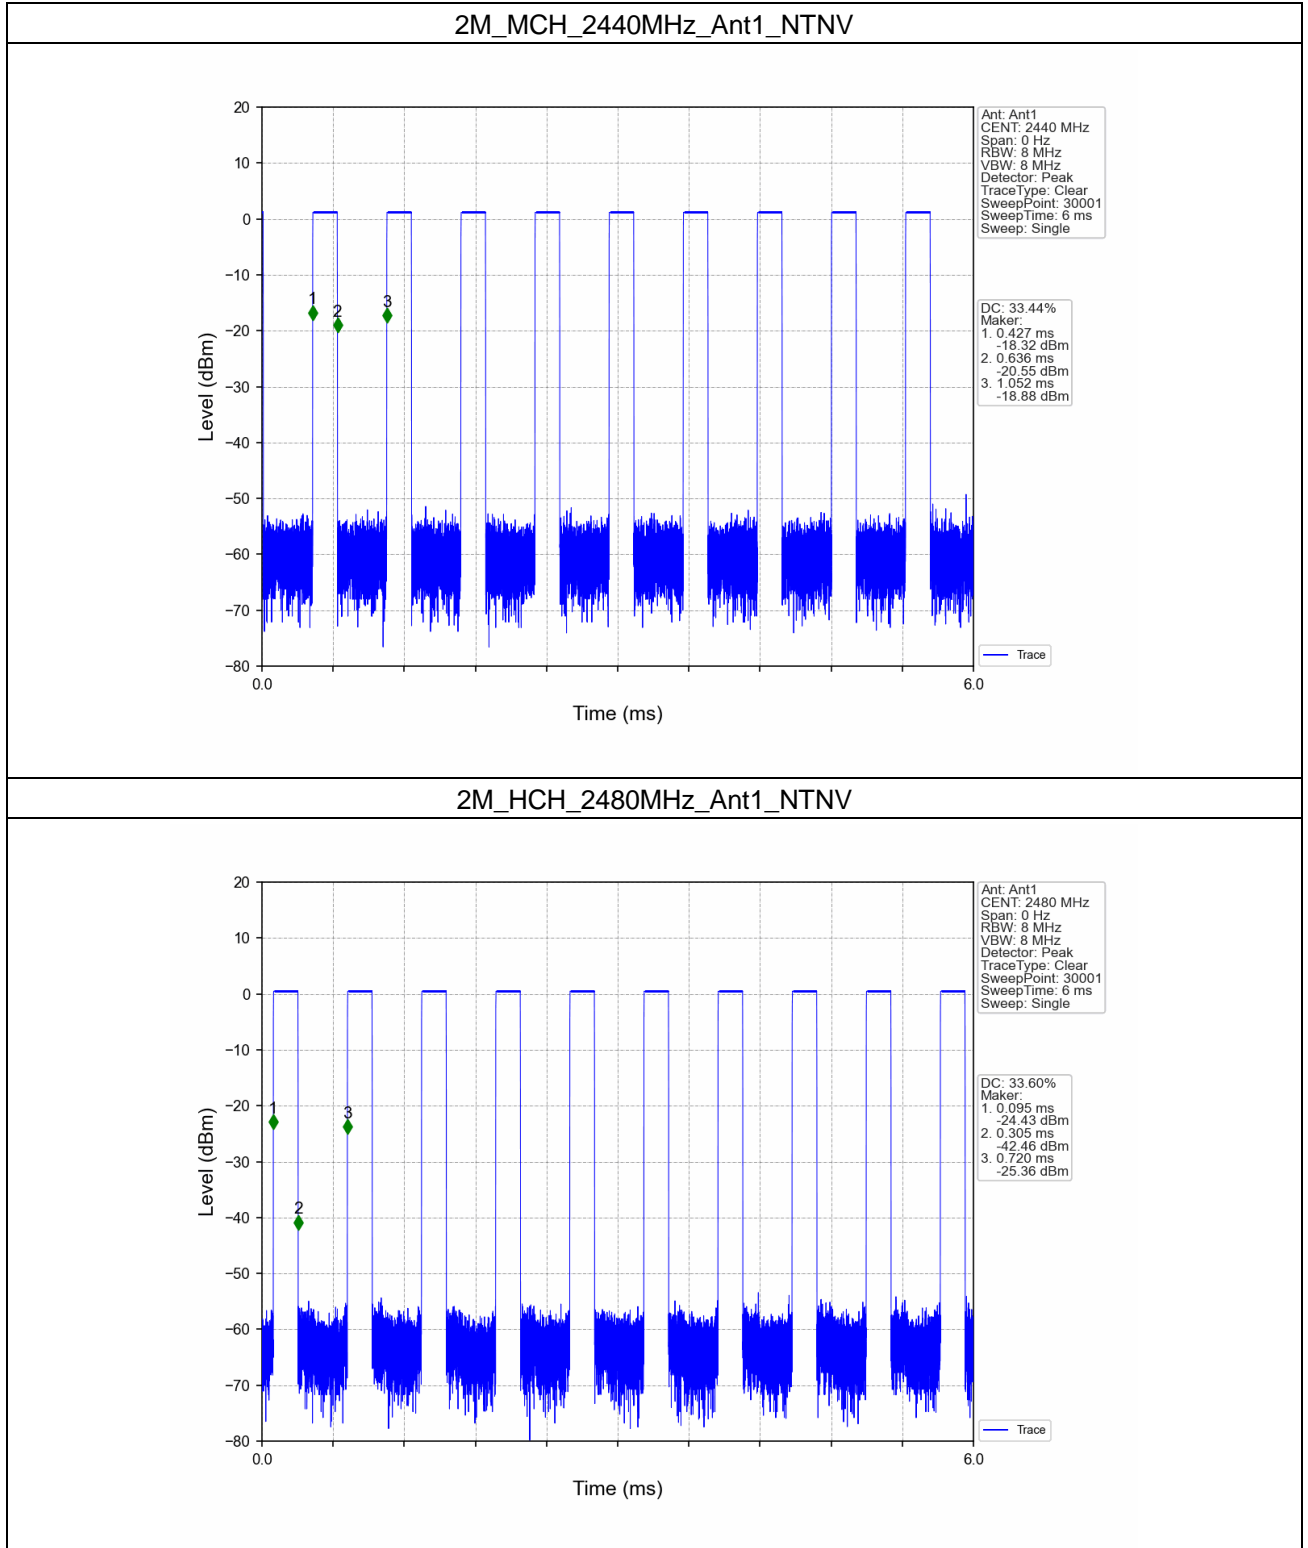 2M_MCH_2440MHz_Ant1_NTNV
20
10
0
−10
−20
−30
−40
−50
−60
−70
−80
Level (dBm)
0.0
6.0
Time (ms)
1
2
3
Ant: Ant1
CENT: 2440 MHz
Span: 0 Hz
RBW: 8 MHz
VBW: 8 MHz
Detector: Peak
TraceType: Clear
SweepPoint: 30001
SweepTime: 6 ms
Sweep: Single
DC: 33.44%
Maker:
1. 0.427 ms
-18.32 dBm
2. 0.636 ms
-20.55 dBm
3. 1.052 ms
-18.88 dBm
Trace
2M_HCH_2480MHz_Ant1_NTNV
20
10
0
−10
−20
−30
−40
−50
−60
−70
−80
Level (dBm)
0.0
6.0
Time (ms)
1
2
3
Ant: Ant1
CENT: 2480 MHz
Span: 0 Hz
RBW: 8 MHz
VBW: 8 MHz
Detector: Peak
TraceType: Clear
SweepPoint: 30001
SweepTime: 6 ms
Sweep: Single
DC: 33.60%
Maker:
1. 0.095 ms
-24.43 dBm
2. 0.305 ms
-42.46 dBm
3. 0.720 ms
-25.36 dBm
Trace